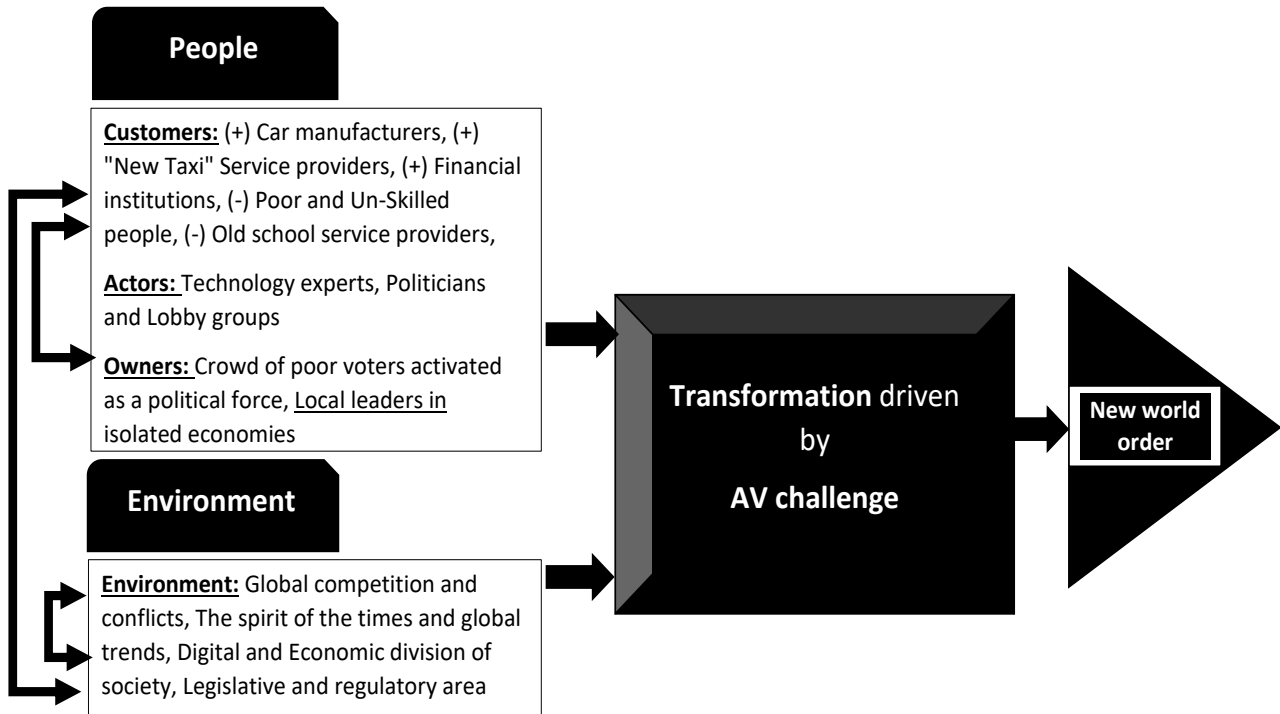 People
Customers: (+) Car manufacturers, (+)
"New Taxi" Service providers, (+) Financial
institutions, (-) Poor and Un-Skilled
people, (-) Old school service providers,
Actors: Technology experts, Politicians
and Lobby groups
Owners: Crowd of poor voters activated
as a political force, Local leaders in
isolated economies
Environment
Environment: Global competition and
conflicts, The spirit of the times and global
trends, Digital and Economic division of
society, Legislative and regulatory area
Transformation driven
by
AV challenge
New world
order